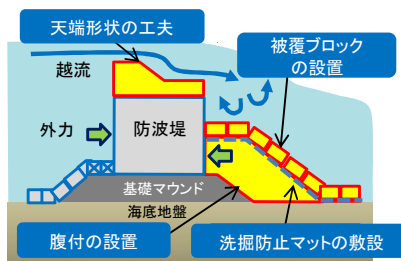 天端形状の工夫
被覆ブロック
の設置
越流
外力
防波堤
基礎マウンド
海底地盤
腹付の設置
洗掘防止マットの敷設